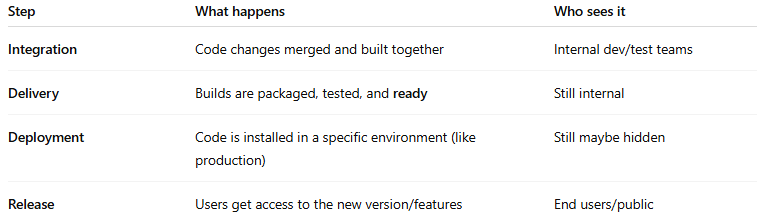 Step What happens Who sees it
Integration Code changes merged and built together Internal dev/test teams
Delivery Builds are packaged, tested, and ready Still internal
Deployment Code is installed in a specific environment (like Still maybe hidden
production)
Release Users get access to the new version/features End users/public